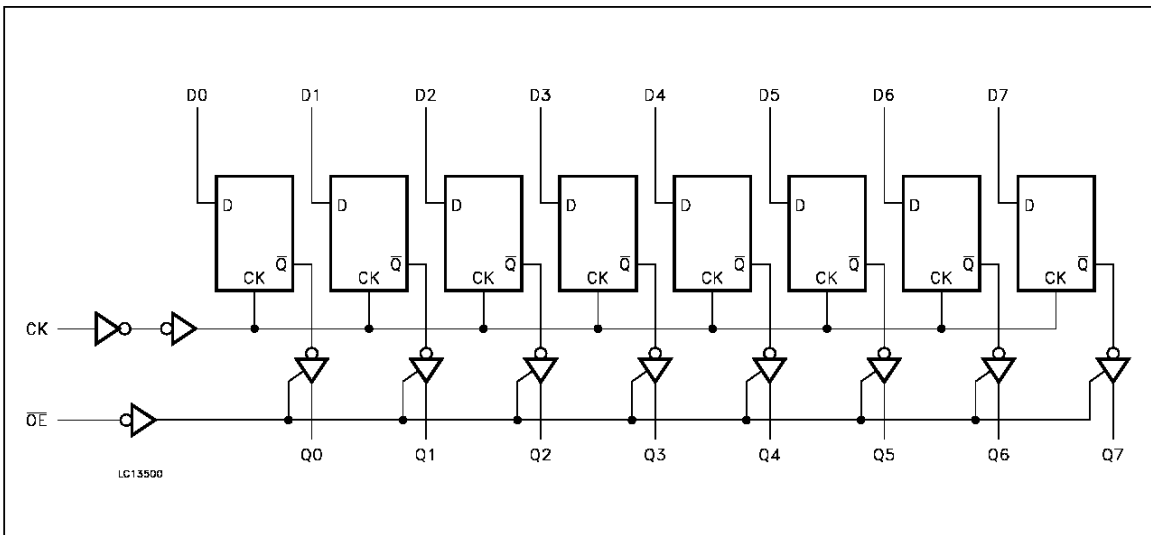 D0 D1 D2 D3 D4 D5 D6 D7
D D D D D D D D
Q̅ Q̅ Q̅ Q̅ Q̅ Q̅ Q̅ Q̅
CK CK CK CK CK CK CK CK
CK
O̅E̅
Q0 Q1 Q2 Q3 Q4 Q5 Q6 Q7
LC13500